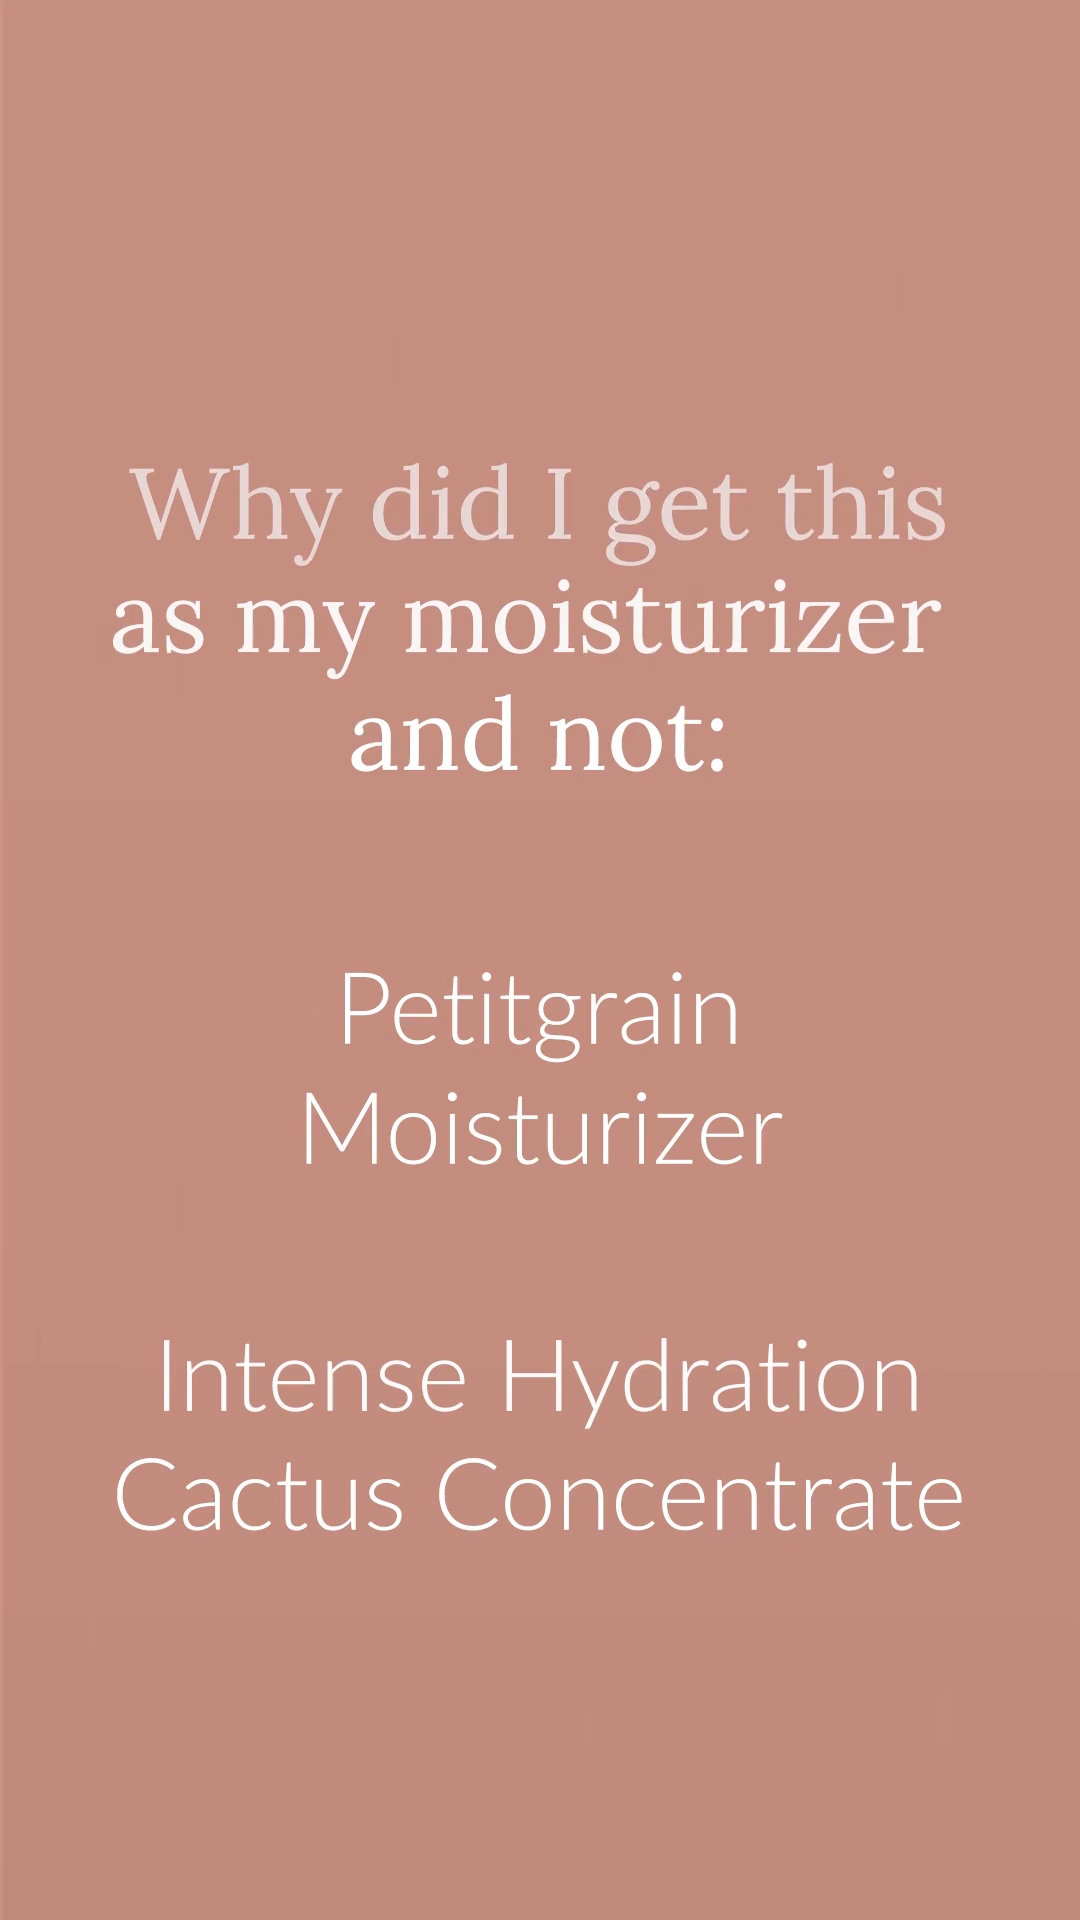 Why did I get this
as my moisturizer
and not:
Petitgrain
Moisturizer
Intense Hydration
Cactus Concentrate